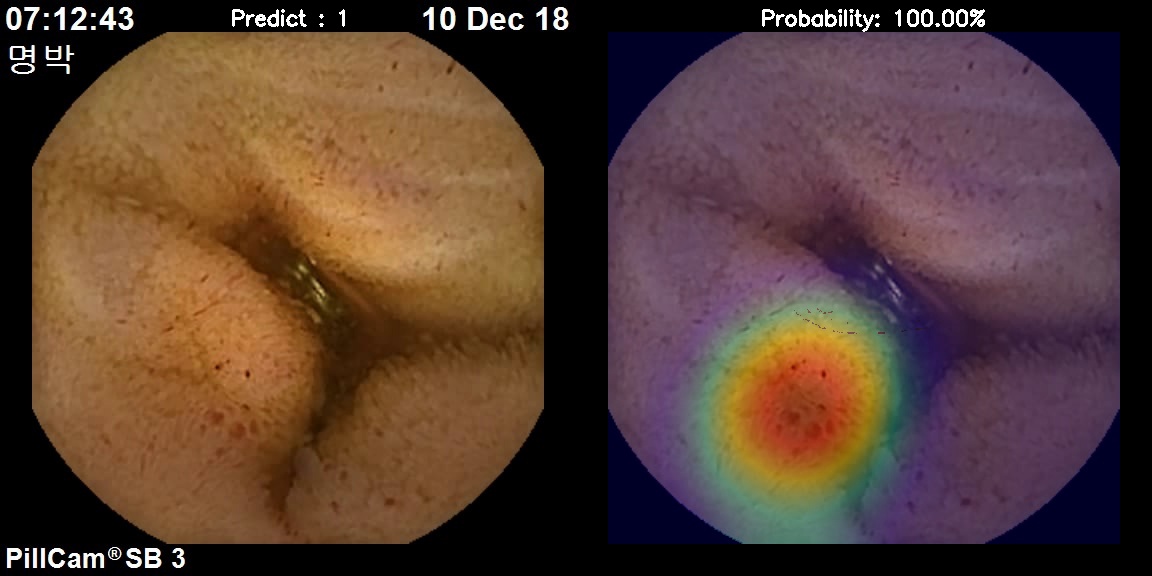 07:12:43
Predict : 1
10 Dec 18
Probability: 100.00%
명박
PillCam® SB 3